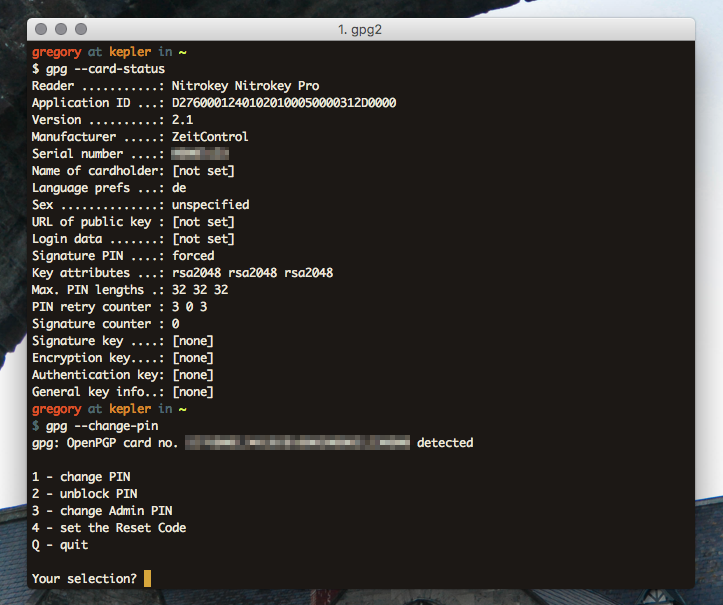 1. gpg2
gregory at kepler in ~
$ gpg --card-status
Reader ...........: Nitrokey Nitrokey Pro
Application ID ...: D27600012401020100050000312D0000
Version ..........: 2.1
Manufacturer .....: ZeitControl
Serial number ....:
Name of cardholder: [not set]
Language prefs ...: de
Sex ..............: unspecified
URL of public key : [not set]
Login data .......: [not set]
Signature PIN ....: forced
Key attributes ...: rsa2048 rsa2048 rsa2048
Max. PIN lengths .: 32 32 32
PIN retry counter : 3 0 3
Signature counter : 0
Signature key ....: [none]
Encryption key....: [none]
Authentication key: [none]
General key info..: [none]
gregory at kepler in ~
$ gpg --change-pin
gpg: OpenPGP card no. detected
1 - change PIN
2 - unblock PIN
3 - change Admin PIN
4 - set the Reset Code
Q - quit
Your selection?